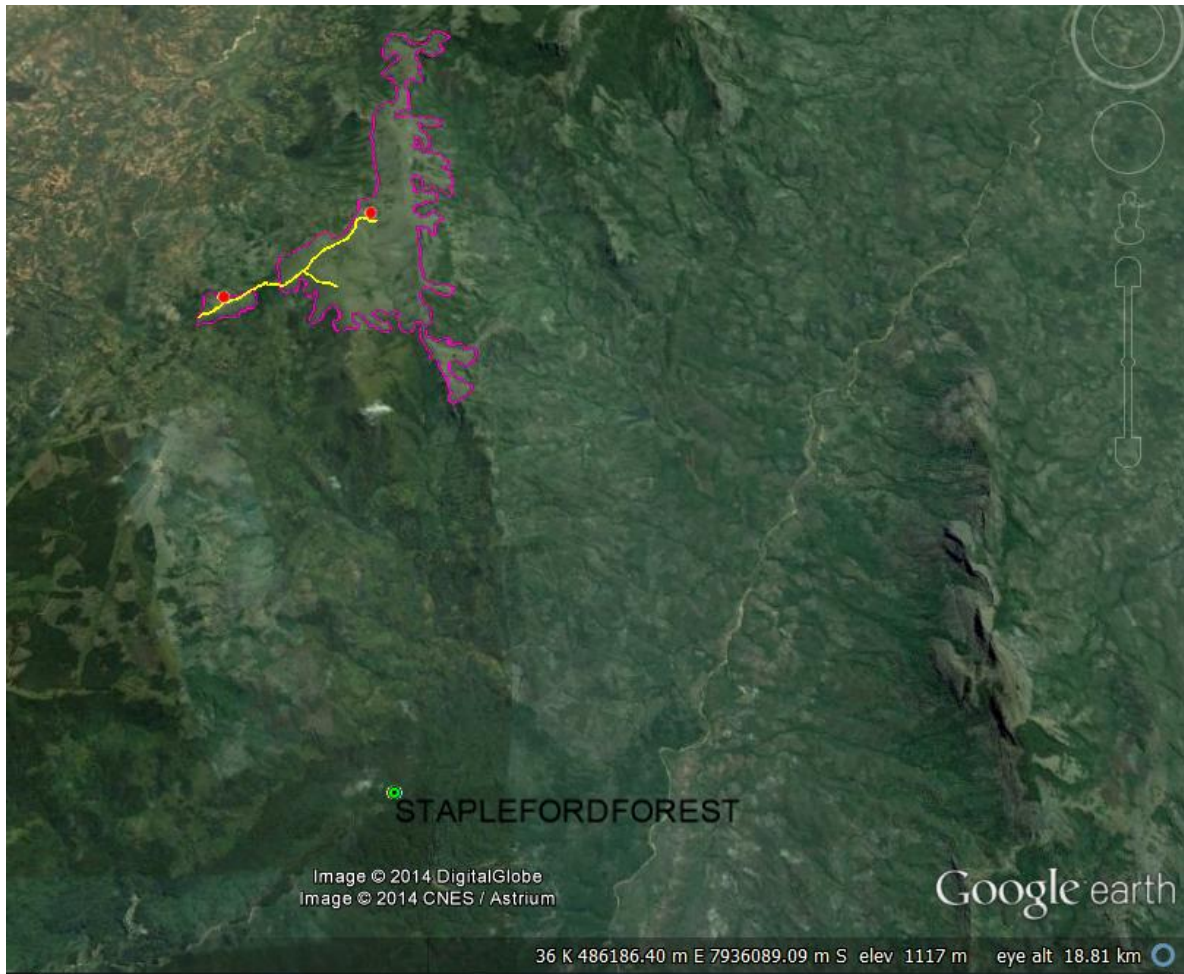 STAPLEFORDFOREST
Image © 2014 DigitalGlobe
Image © 2014 CNES / Astrium
Google earth
36 K 486186.40 m E 7936089.09 m S elev 1117 m eye alt 18.81 km